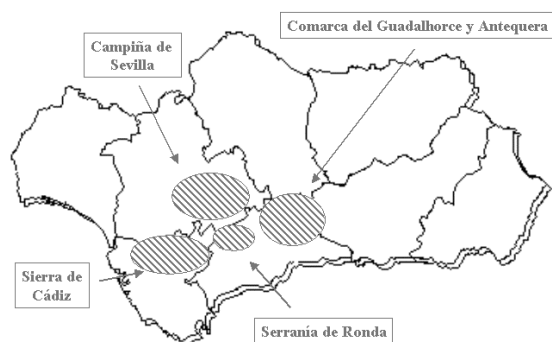 Comarca del Guadalhorce y Antequera
Campiña de
Sevilla
Sierra de
Cádiz
Serranía de Ronda